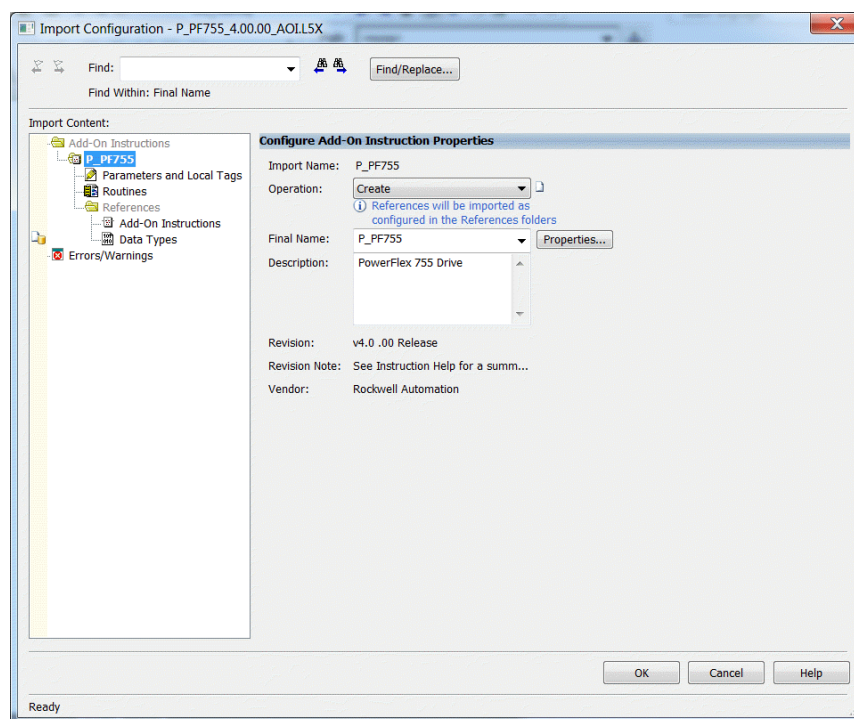 Import Configuration - P_PF755_4.00.00_AOI.L5X
Find:
Find/Replace...
Find Within: Final Name
Import Content:
Add-On Instructions
P_PF755
Parameters and Local Tags
Routines
References
Add-On Instructions
Data Types
Errors/Warnings
Configure Add-On Instruction Properties
Import Name: P_PF755
Operation: Create
References will be imported as
configured in the References folders
Final Name: P_PF755 Properties...
Description: PowerFlex 755 Drive
Revision: v4.0 .00 Release
Revision Note: See Instruction Help for a summ...
Vendor: Rockwell Automation
OK Cancel Help
Ready